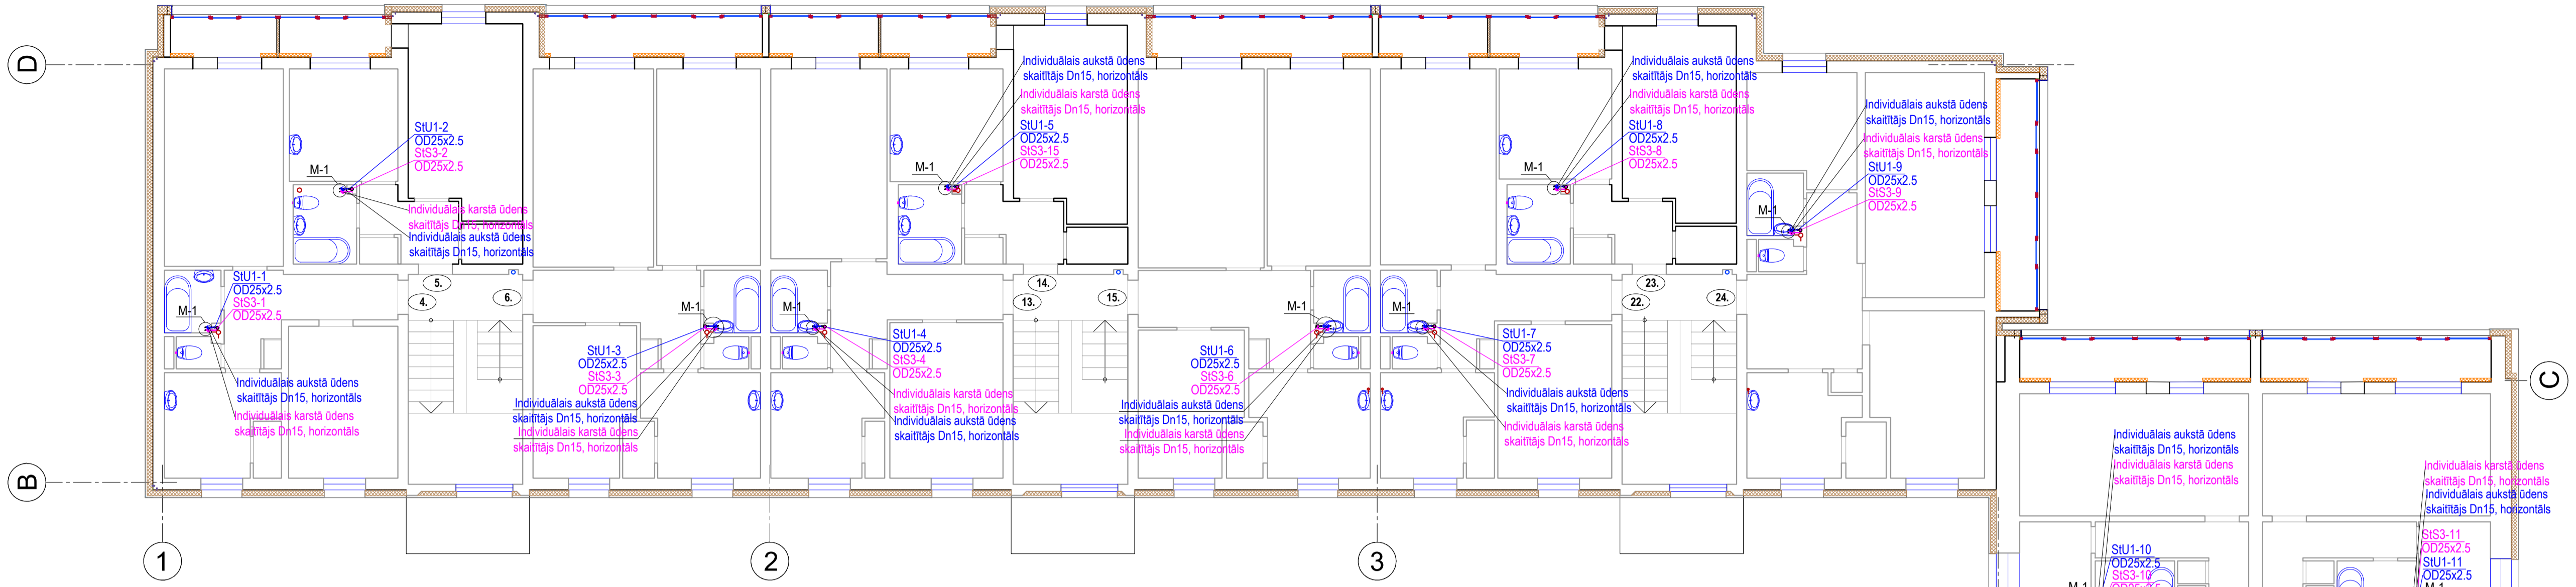 D
Individuālais aukstā ūdens
skaitītājs Dn15, horizontāls
Individuālais karstā ūdens
skaitītājs Dn15, horizontāls
Individuālais aukstā ūdens
skaitītājs Dn15, horizontāls
Individuālais karstā ūdens
skaitītājs Dn15, horizontāls
Individuālais aukstā ūdens
skaitītājs Dn15, horizontāls
Individuālais karstā ūdens
skaitītājs Dn15, horizontāls
StU1-2
OD25x2.5
StS3-2
OD25x2.5
M-1
StU1-5
OD25x2.5
StS3-15
OD25x2.5
M-1
StU1-8
OD25x2.5
StS3-8
OD25x2.5
M-1
StU1-9
OD25x2.5
StS3-9
OD25x2.5
M-1
Individuālais karstā ūdens
skaitītājs Dn15, horizontāls
Individuālais aukstā ūdens
skaitītājs Dn15, horizontāls
StU1-1
OD25x2.5
StS3-1
OD25x2.5
M-1
5.
4.
6.
M-1
M-1
14.
13.
15.
M-1
M-1
23.
22.
24.
StU1-3
OD25x2.5
StS3-3
OD25x2.5
StU1-4
OD25x2.5
StS3-4
OD25x2.5
StU1-6
OD25x2.5
StS3-6
OD25x2.5
StU1-7
OD25x2.5
StS3-7
OD25x2.5
Individuālais aukstā ūdens
skaitītājs Dn15, horizontāls
Individuālais karstā ūdens
skaitītājs Dn15, horizontāls
Individuālais aukstā ūdens
skaitītājs Dn15, horizontāls
Individuālais karstā ūdens
skaitītājs Dn15, horizontāls
Individuālais karstā ūdens
skaitītājs Dn15, horizontāls
Individuālais aukstā ūdens
skaitītājs Dn15, horizontāls
Individuālais aukstā ūdens
skaitītājs Dn15, horizontāls
Individuālais karstā ūdens
skaitītājs Dn15, horizontāls
Individuālais aukstā ūdens
skaitītājs Dn15, horizontāls
Individuālais karstā ūdens
skaitītājs Dn15, horizontāls
C
Individuālais aukstā ūdens
skaitītājs Dn15, horizontāls
Individuālais karstā ūdens
skaitītājs Dn15, horizontāls
Individuālais karstā ūdens
skaitītājs Dn15, horizontāls
Individuālais aukstā ūdens
skaitītājs Dn15, horizontāls
B
1
2
3
StU1-10
OD25x2.5
StS3-10
OD25x2.5
M-1
StS3-11
OD25x2.5
StU1-11
OD25x2.5
M-1